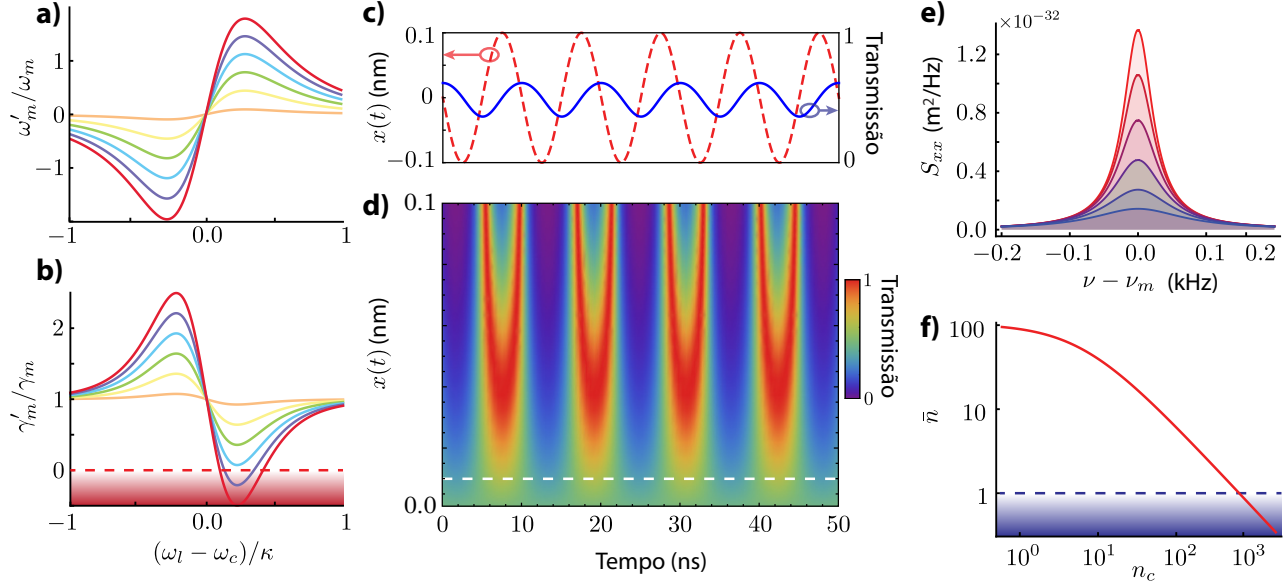 a)
1
0
−1
ω′m/ωm
−1
0.0
1
b)
2
1
0
γ′m/γm
−1
0.0
1
(ωl − ωc)/κ
c)
0.1
0
−0.1
x(t) (nm)
1
0
Transmissão
d)
0.1
0.0
x(t) (nm)
0
10
20
30
40
50
Tempo (ns)
1
0
Transmissão
e)
×10^-32
1.2
0.8
0.4
0.0
Sxx (m²/Hz)
−0.2
−0.1
0.0
0.1
0.2
ν − νm (kHz)
f)
100
10
1
n̄
10^0
10^1
10^2
10^3
nc